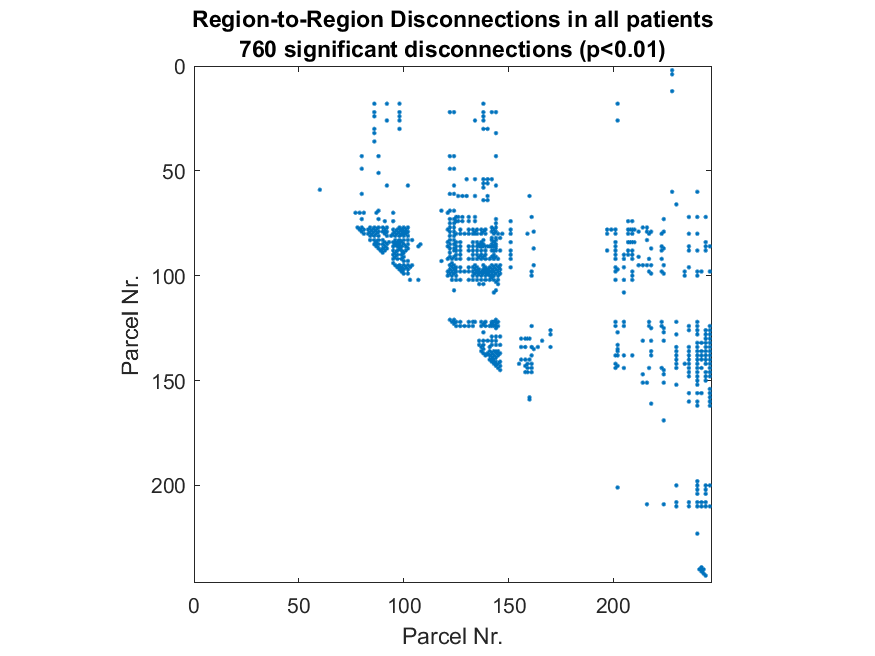 Region-to-Region Disconnections in all patients
760 significant disconnections (p<0.01)
0
50
100
150
200
Parcel Nr.
0 50 100 150 200
Parcel Nr.